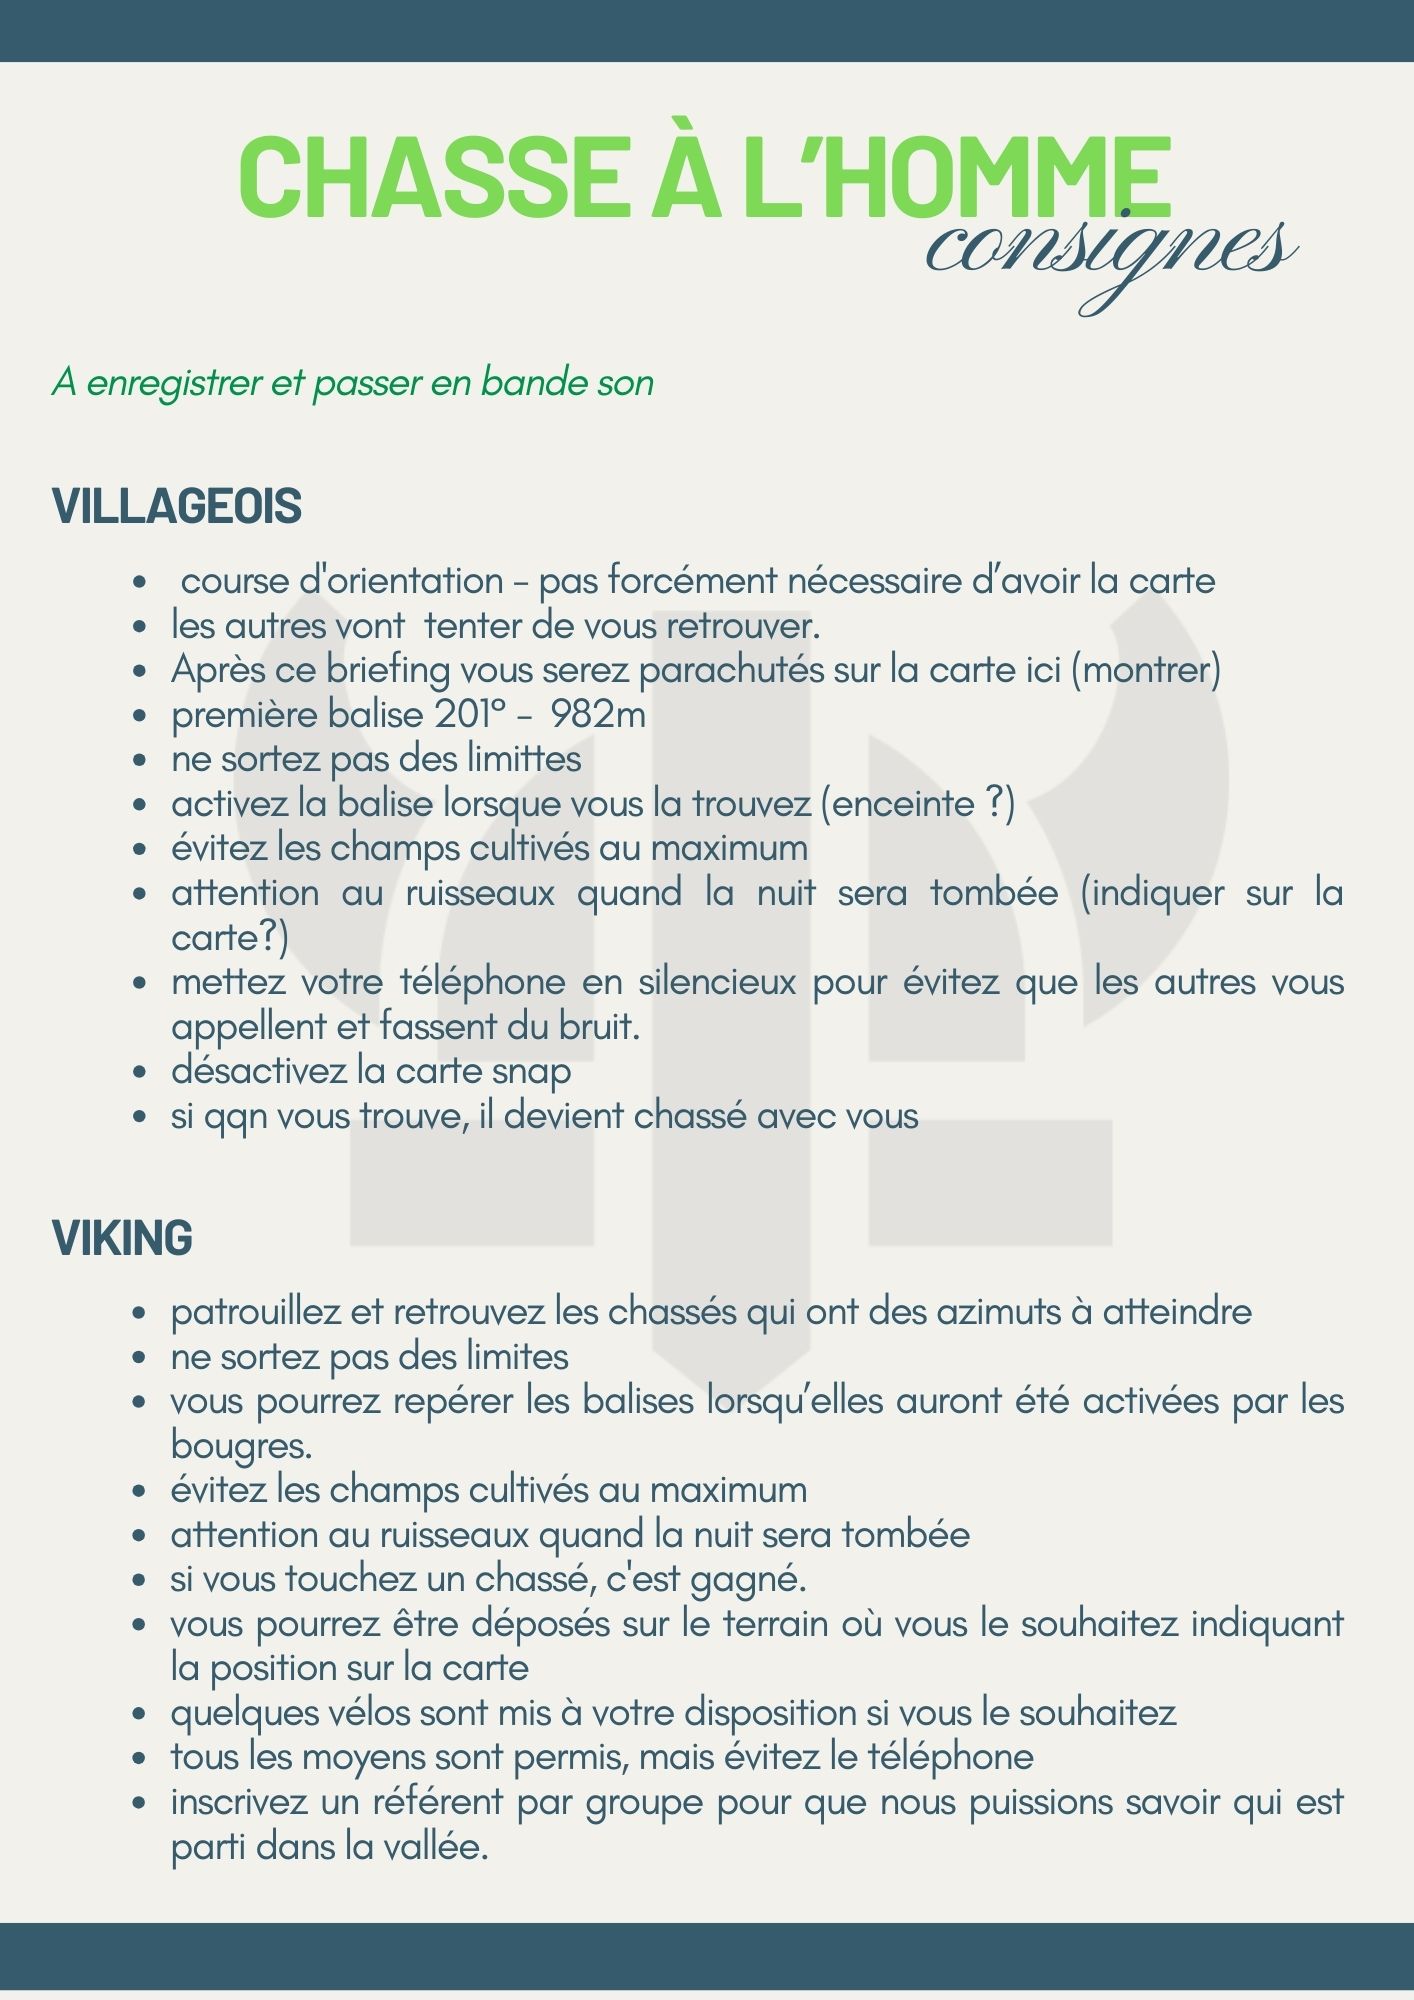 CHASSE À L’HOMME
consignes
A enregistrer et passer en bande son
VILLAGEOIS
• course d'orientation - pas forcément nécessaire d’avoir la carte
• les autres vont tenter de vous retrouver.
• Après ce briefing vous serez parachutés sur la carte ici (montrer)
• première balise 201° - 982m
• ne sortez pas des limittes
• activez la balise lorsque vous la trouvez (enceinte ?)
• évitez les champs cultivés au maximum
• attention au ruisseaux quand la nuit sera tombée (indiquer sur la
carte?)
• mettez votre téléphone en silencieux pour évitez que les autres vous
appellent et fassent du bruit.
• désactivez la carte snap
• si qqn vous trouve, il devient chassé avec vous
VIKING
• patrouillez et retrouvez les chassés qui ont des azimuts à atteindre
• ne sortez pas des limites
• vous pourrez repérer les balises lorsqu’elles auront été activées par les
bougres.
• évitez les champs cultivés au maximum
• attention au ruisseaux quand la nuit sera tombée
• si vous touchez un chassé, c'est gagné.
• vous pourrez être déposés sur le terrain où vous le souhaitez indiquant
la position sur la carte
• quelques vélos sont mis à votre disposition si vous le souhaitez
• tous les moyens sont permis, mais évitez le téléphone
• inscrivez un référent par groupe pour que nous puissions savoir qui est
parti dans la vallée.